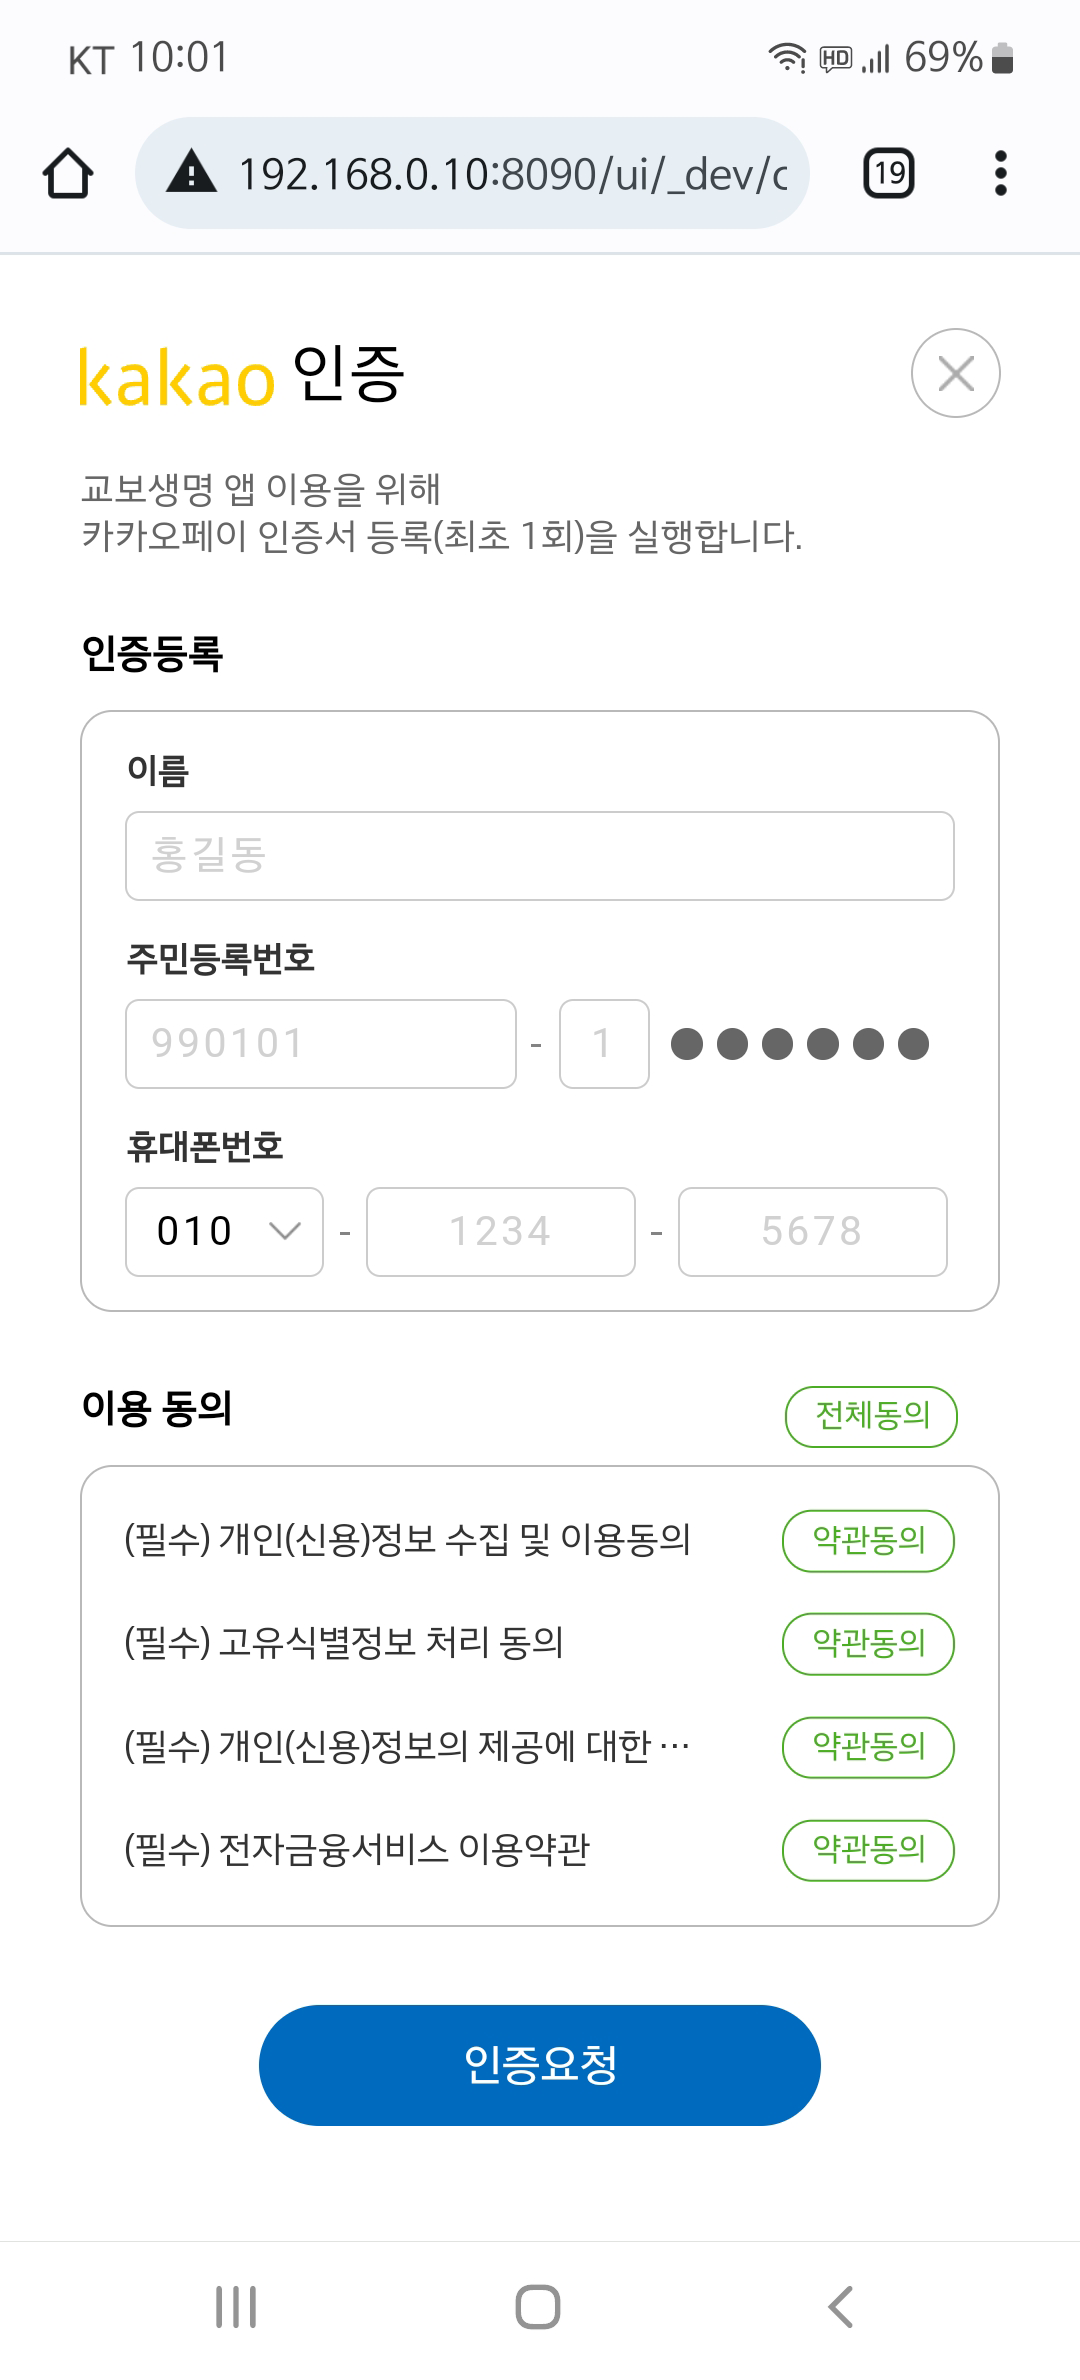 KT 10:01 HD 69%
192.168.0.10:8090/ui/_dev/c 19
kakao 인증
교보생명 앱 이용을 위해
카카오페이 인증서 등록(최초 1회)을 실행합니다.
인증등록
이름
홍길동
주민등록번호
990101 - 1 ●●●●●●
휴대폰번호
010 - 1234 - 5678
이용 동의 전체동의
(필수) 개인(신용)정보 수집 및 이용동의 약관동의
(필수) 고유식별정보 처리 동의 약관동의
(필수) 개인(신용)정보의 제공에 대한 ··· 약관동의
(필수) 전자금융서비스 이용약관 약관동의
인증요청